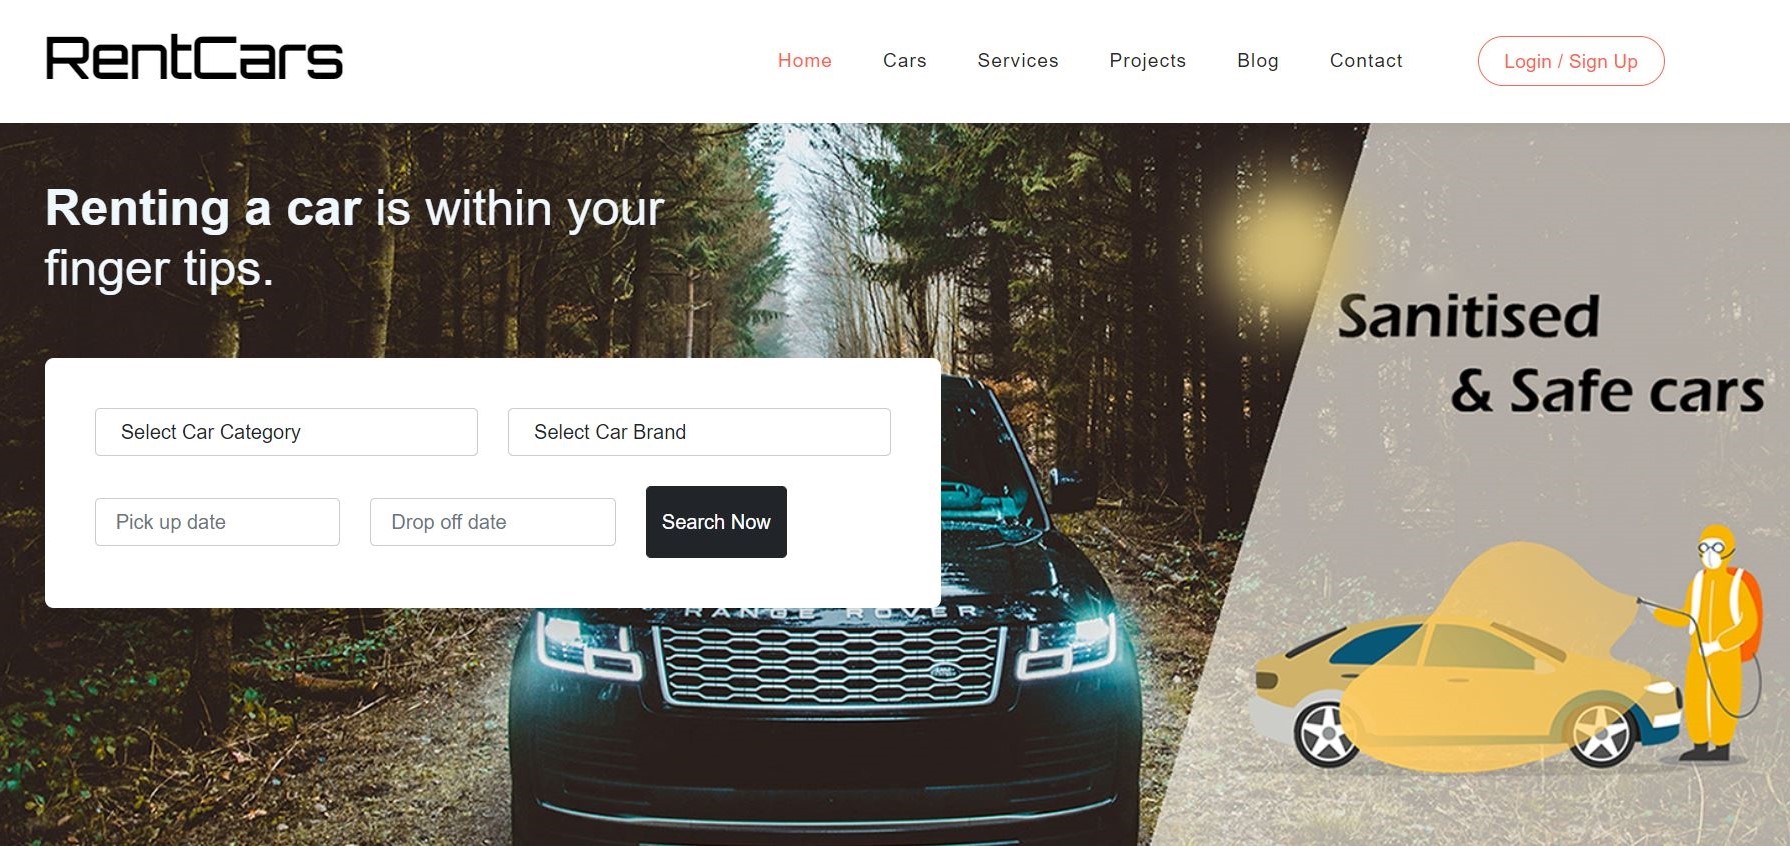 RentCars
Home Cars Services Projects Blog Contact Login / Sign Up
Renting a car is within your
finger tips.
Sanitised
& Safe cars
Select Car Category Select Car Brand
Pick up date Drop off date Search Now
RANGE ROVER